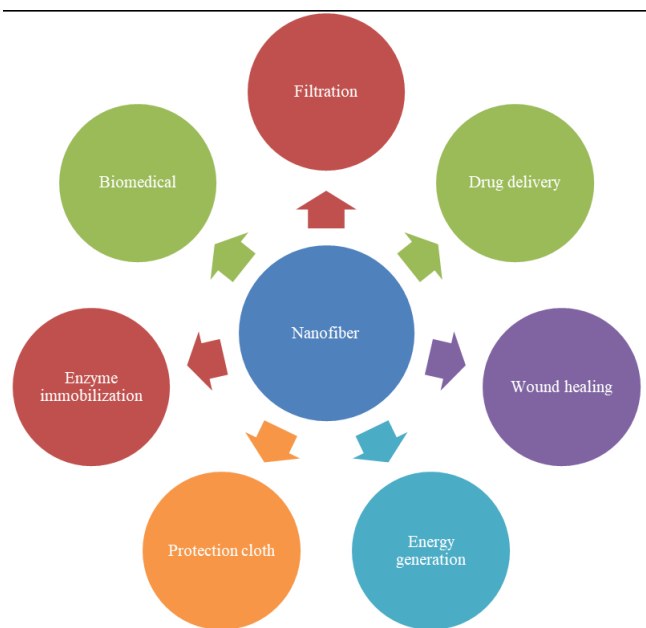 Filtration
Drug delivery
Wound healing
Energy
generation
Protection cloth
Enzyme
immobilization
Biomedical
Nanofiber